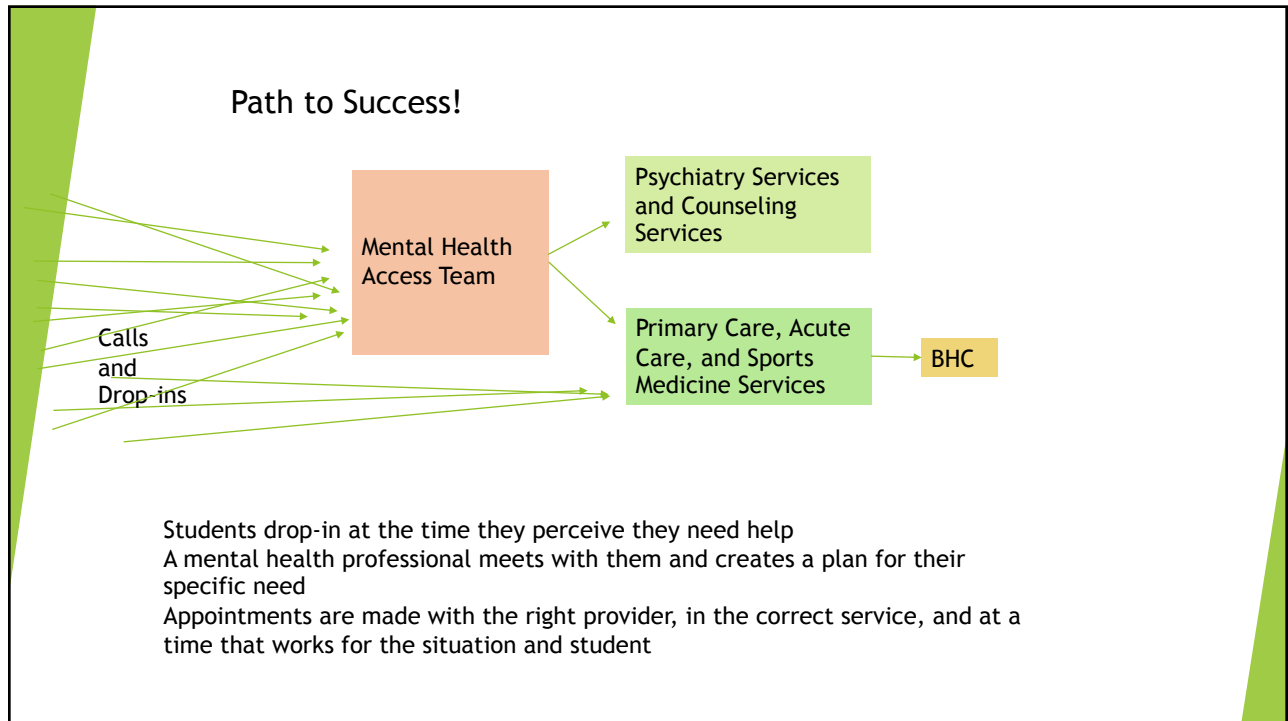 Path to Success!
Psychiatry Services
and Counseling
Services
Mental Health
Access Team
Calls
and
Drop-ins
Primary Care, Acute
Care, and Sports
Medicine Services
BHC
Students drop-in at the time they perceive they need help
A mental health professional meets with them and creates a plan for their
specific need
Appointments are made with the right provider, in the correct service, and at a
time that works for the situation and student